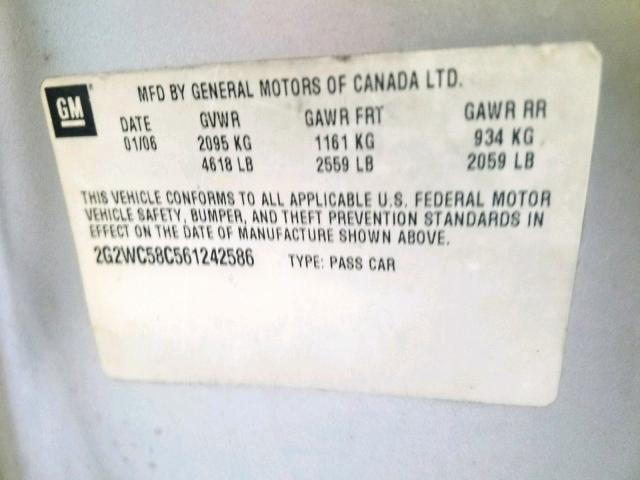 GM
MFD BY GENERAL MOTORS OF CANADA LTD.
DATE GVWR GAWR FRT GAWR RR
01/06 2095 KG 1161 KG 934 KG
4618 LB 2559 LB 2059 LB
THIS VEHICLE CONFORMS TO ALL APPLICABLE U.S. FEDERAL MOTOR
VEHICLE SAFETY, BUMPER, AND THEFT PREVENTION STANDARDS IN
EFFECT ON THE DATE OF MANUFACTURE SHOWN ABOVE.
2G2WC58C561242586 TYPE: PASS CAR